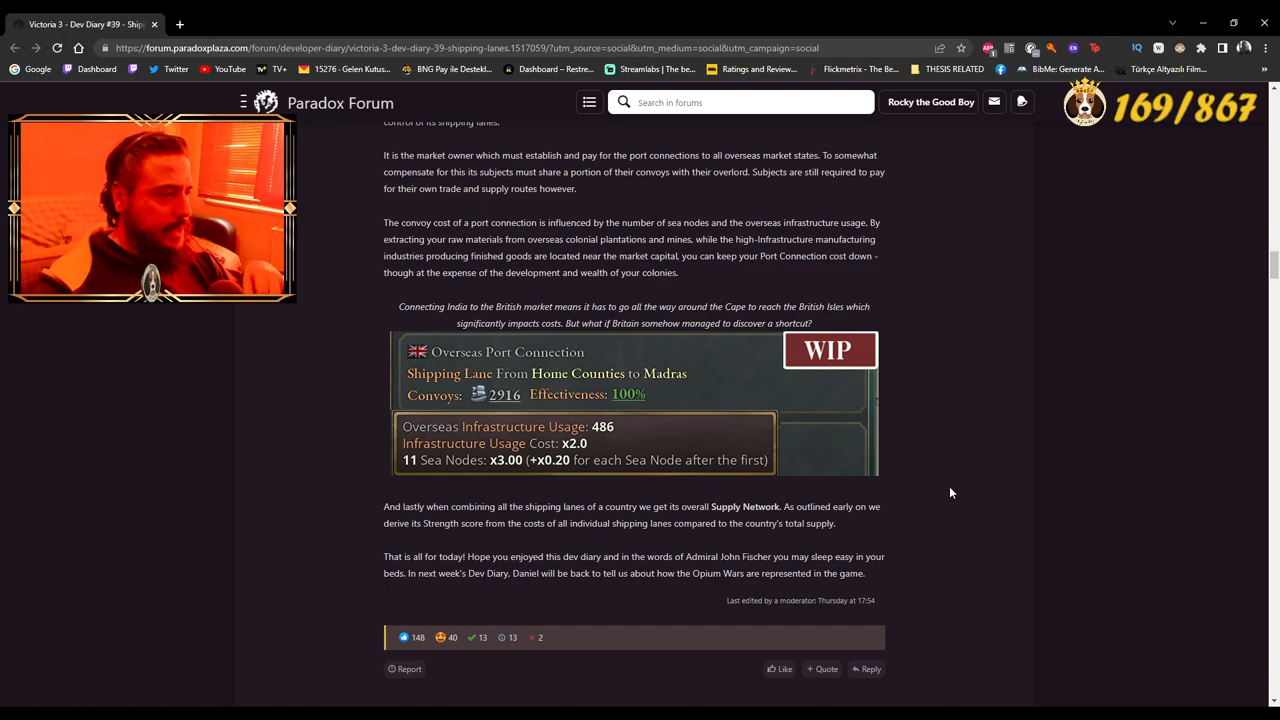 Victoria 3 - Dev Diary #39 - Ship
https://forum.paradoxplaza.com/forum/developer-diary/victoria-3-dev-diary-39-shipping-lanes.1517059/?utm_source=social&utm_medium=social&utm_campaign=social
Google Dashboard Twitter YouTube TV+ 15276 - Gelen Kutus... BNG Pay ile Destekl... Dashboard – Restre... Streamlabs | The be... Ratings and Review... Flickmetrix - The Be... THESIS RELATED BibMe: Generate A... Türkçe Altyazılı Film...
Paradox Forum Search in forums Rocky the Good Boy 169/867
control of its shipping lanes.
It is the market owner which must establish and pay for the port connections to all overseas market states. To somewhat
compensate for this its subjects must share a portion of their convoys with their overlord. Subjects are still required to pay
for their own trade and supply routes however.
The convoy cost of a port connection is influenced by the number of sea nodes and the overseas infrastructure usage. By
extracting your raw materials from overseas colonial plantations and mines, while the high-Infrastructure manufacturing
industries producing finished goods are located near the market capital, you can keep your Port Connection cost down -
though at the expense of the development and wealth of your colonies.
Connecting India to the British market means it has to go all the way around the Cape to reach the British Isles which
significantly impacts costs. But what if Britain somehow managed to discover a shortcut?
Overseas Port Connection WIP
Shipping Lane From Home Counties to Madras
Convoys: 2916 Effectiveness: 100%
Overseas Infrastructure Usage: 486
Infrastructure Usage Cost: x2.0
11 Sea Nodes: x3.00 (+x0.20 for each Sea Node after the first)
And lastly when combining all the shipping lanes of a country we get its overall Supply Network. As outlined early on we
derive its Strength score from the costs of all individual shipping lanes compared to the country's total supply.
That is all for today! Hope you enjoyed this dev diary and in the words of Admiral John Fischer you may sleep easy in your
beds. In next week's Dev Diary, Daniel will be back to tell us about how the Opium Wars are represented in the game.
Last edited by a moderator: Thursday at 17:54
148 40 13 13 2
Report Like Quote Reply